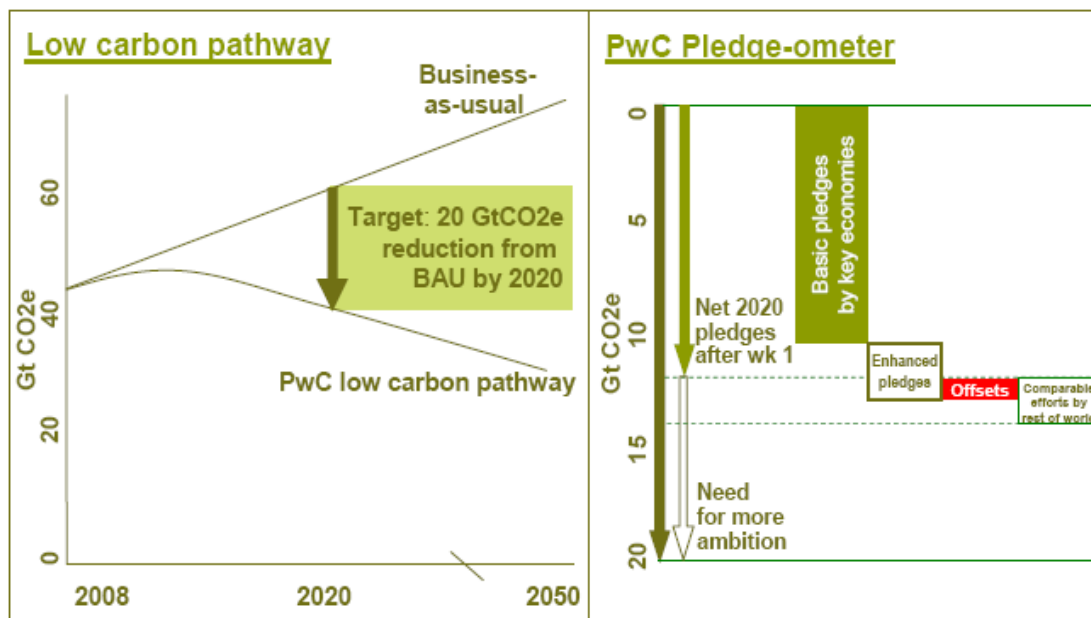 Low carbon pathway
Business-
as-usual
60
Target: 20 GtCO2e
reduction from
BAU by 2020
40
Gt CO2e
PwC low carbon pathway
20
0
2008
2020
2050
PwC Pledge-ometer
0
5
10
15
20
Gt CO2e
Net 2020
pledges
after wk 1
Need
for more
ambition
Basic pledges
by key economies
Enhanced
pledges
Offsets
Comparable
efforts by
rest of world